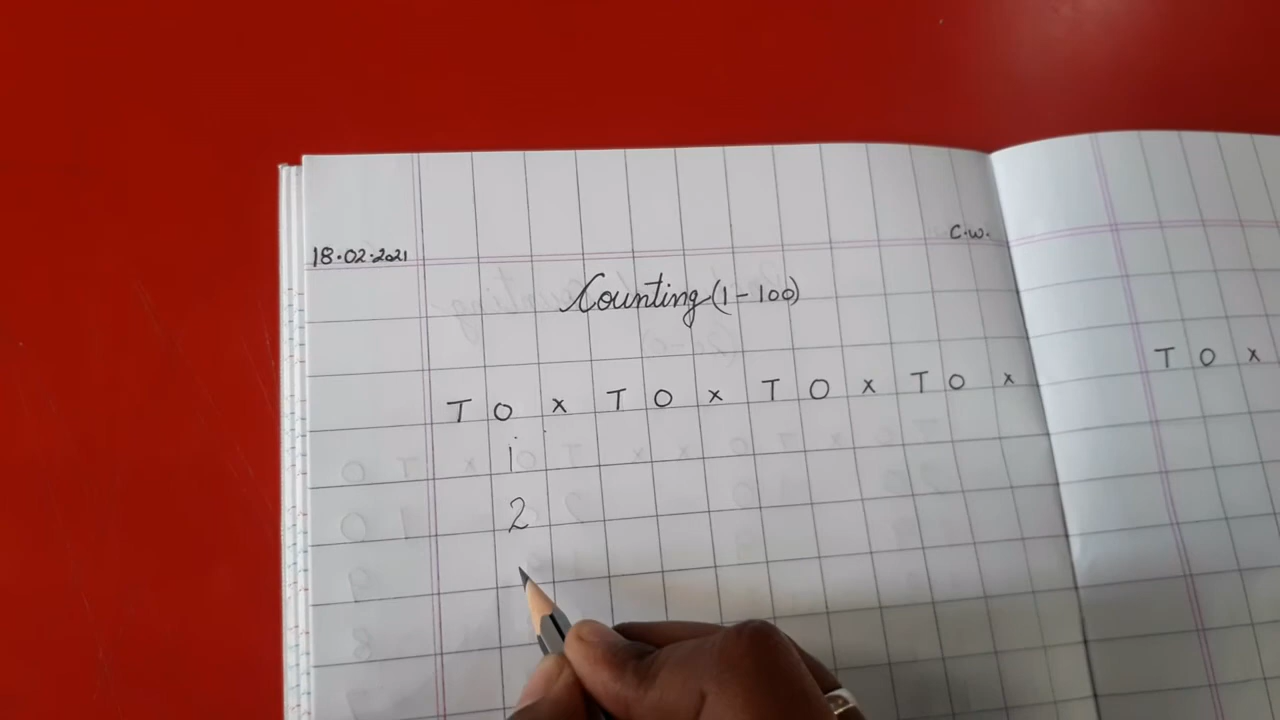 C.W.
18.02.2021
Counting (1-100)
T O x T O x T O x T O x T O x
1
2